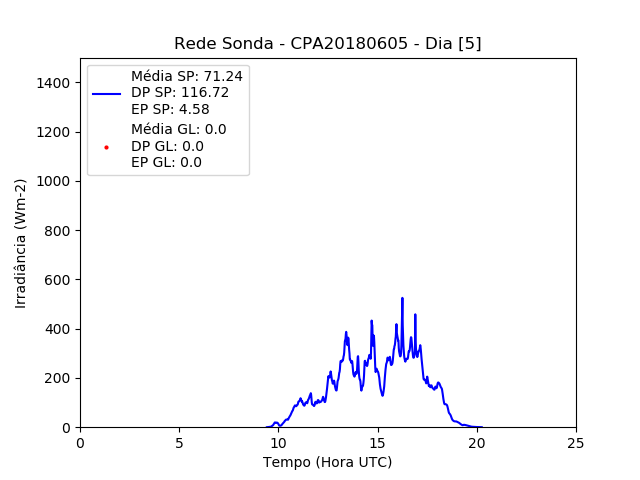 Rede Sonda - CPA20180605 - Dia [5]
Média SP: 71.24
DP SP: 116.72
EP SP: 4.58
Média GL: 0.0
DP GL: 0.0
EP GL: 0.0
Irradiância (Wm-2)
1400
1200
1000
800
600
400
200
0
0 5 10 15 20 25
Tempo (Hora UTC)